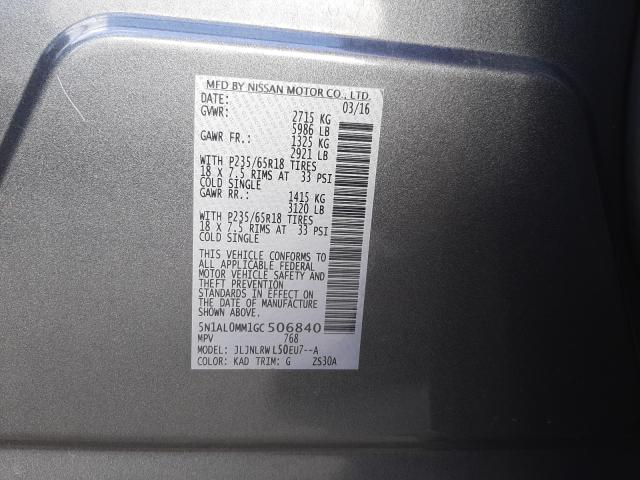 MFD BY NISSAN MOTOR CO., LTD.
DATE: 03/16
GVWR: 2715 KG
5986 LB
GAWR FR.: 1325 KG
2921 LB
WITH P235/65R18 TIRES
18 X 7.5 RIMS AT 33 PSI
COLD SINGLE
GAWR RR.: 1415 KG
3120 LB
WITH P235/65R18 TIRES
18 X 7.5 RIMS AT 33 PSI
COLD SINGLE
THIS VEHICLE CONFORMS TO
ALL APPLICABLE FEDERAL
MOTOR VEHICLE SAFETY AND
THEFT PREVENTION
STANDARDS IN EFFECT ON
THE DATE OF MANUFACTURE
SHOWN ABOVE.
5N1AL0MM1GC506840
MPV 768
MODEL: JLJNLRWL50EU7--A
COLOR: KAD TRIM: G ZS30A